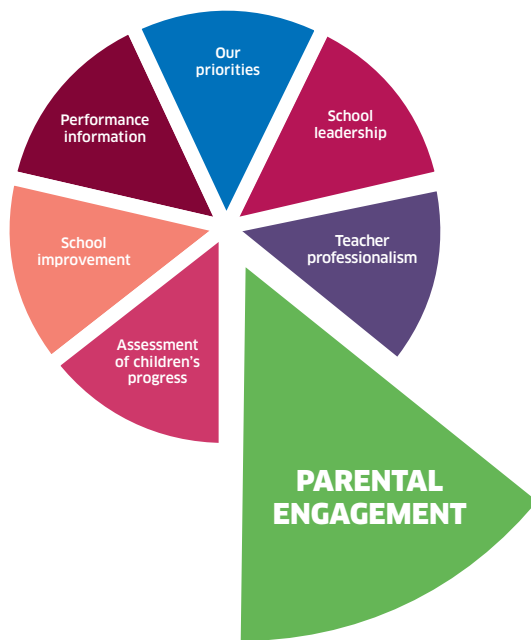 Our
priorities
School
leadership
Teacher
professionalism
PARENTAL
ENGAGEMENT
Assessment
of children's
progress
School
improvement
Performance
information